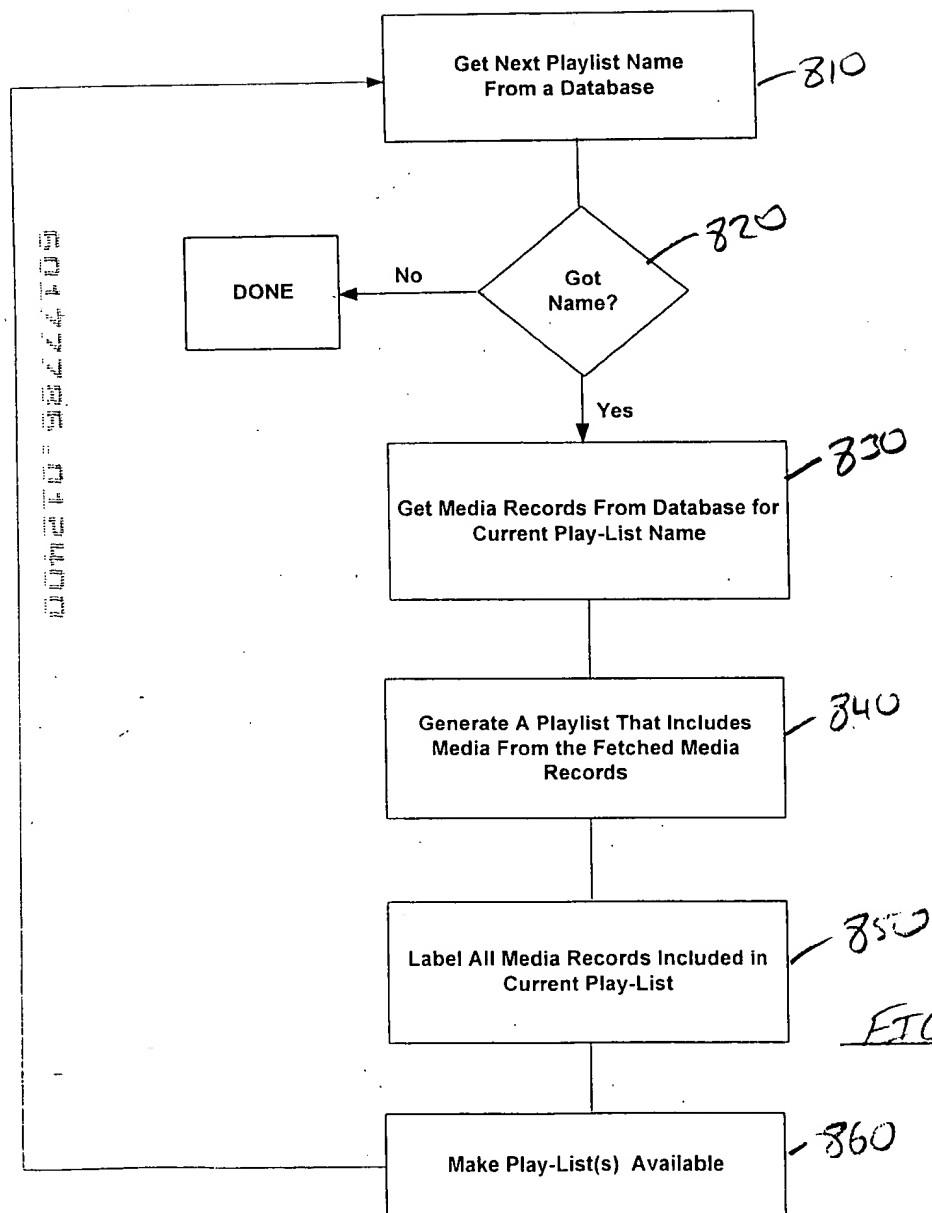 Get Next Playlist Name
From a Database
810
820
Got
Name?
No
DONE
Yes
830
Get Media Records From Database for
Current Play-List Name
840
Generate A Playlist That Includes
Media From the Fetched Media
Records
850
Label All Media Records Included in
Current Play-List
860
Make Play-List(s) Available